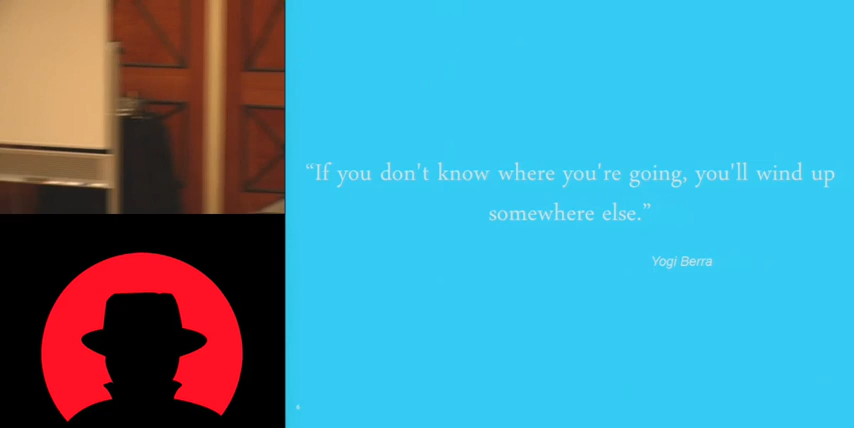 “If you don't know where you're going, you'll wind up
somewhere else.”
Yogi Berra